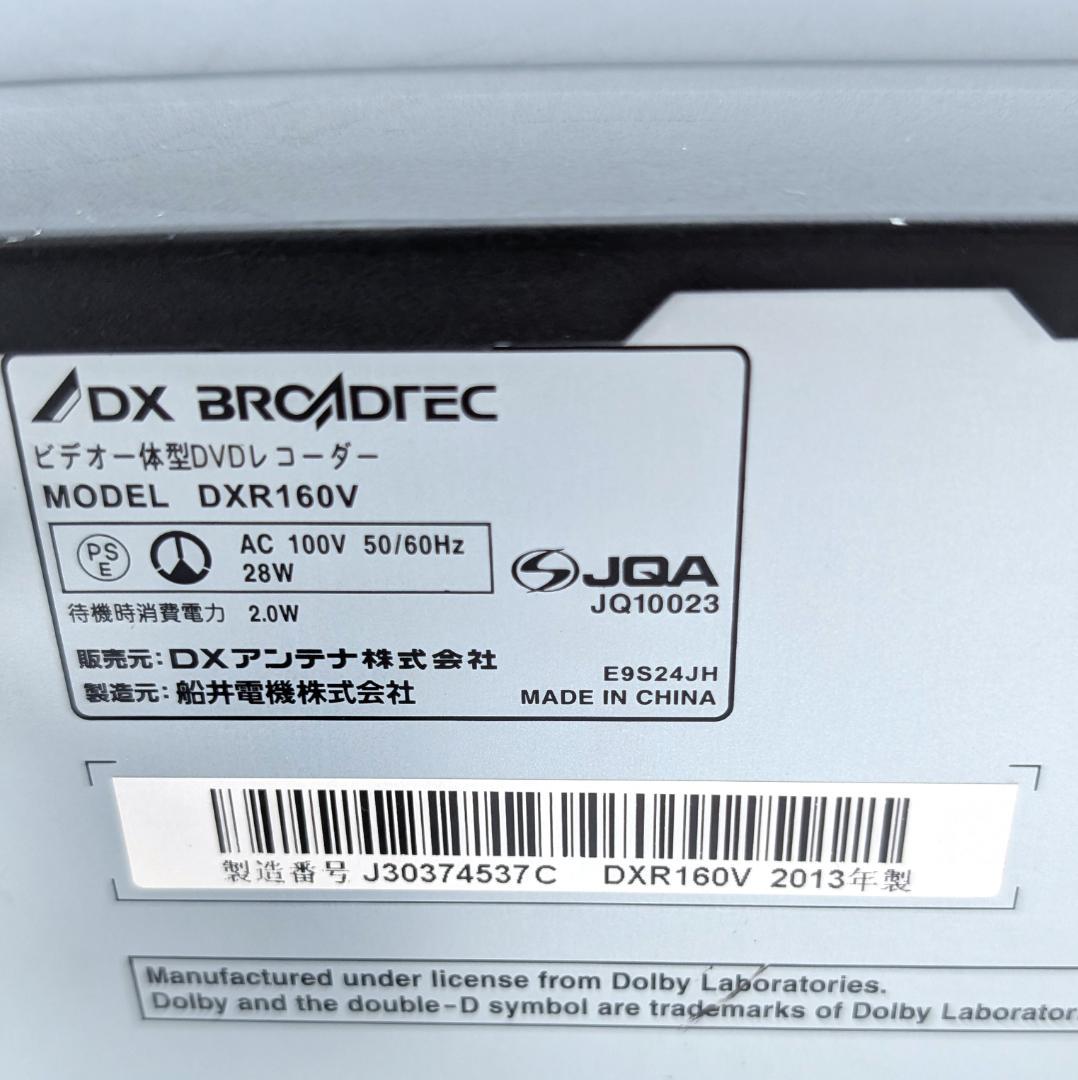 DX BROADTEC
ビデオ一体型DVDレコーダー
MODEL DXR160V
PS E AC 100V 50/60Hz
28W
待機時消費電力 2.0W
JQA
JQ10023
販売元:DXアンテナ株式会社
製造元:船井電機株式会社
E9S24JH
MADE IN CHINA
製造番号 J30374537C DXR160V 2013年製
Manufactured under license from Dolby Laboratories.
Dolby and the double-D symbol are trademarks of Dolby Laborator